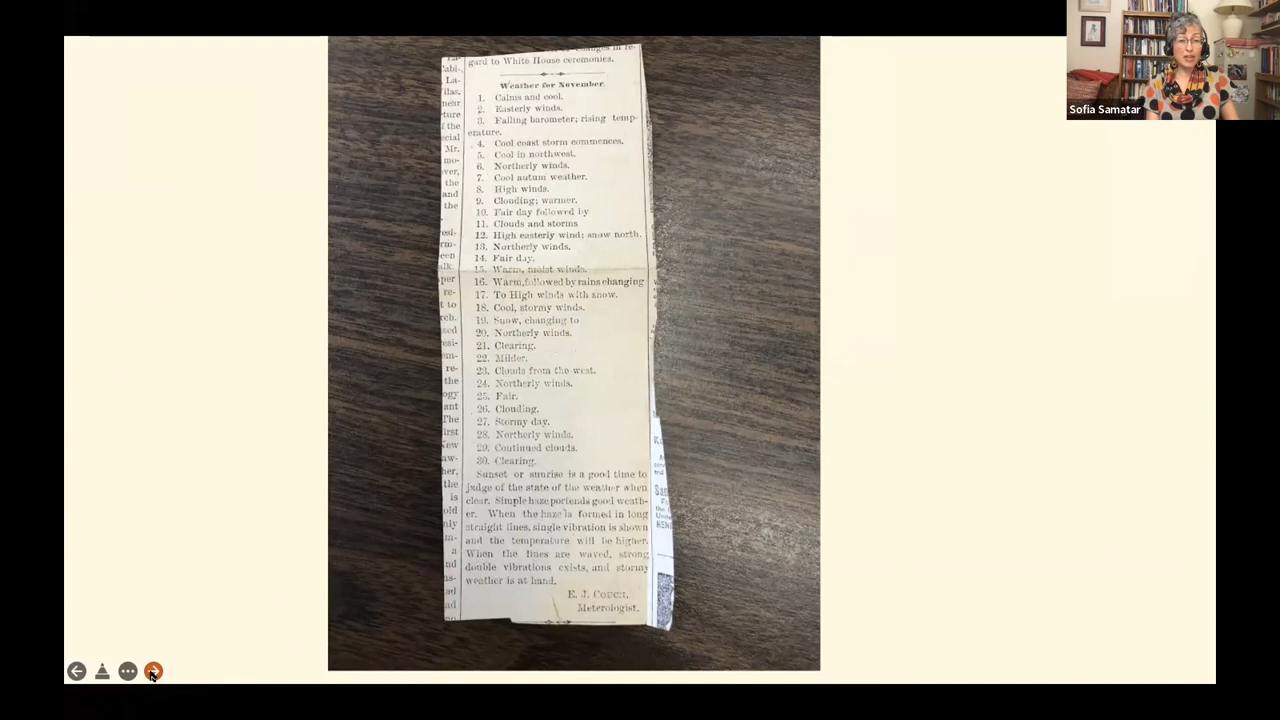 changes in re-
gard to White House ceremonies.
Weather for November.
1. Calms and cool.
2. Easterly winds.
3. Falling barometer; rising temp-
erature.
4. Cool coast storm commences.
5. Cool in northwest.
6. Northerly winds.
7. Cool autum weather.
8. High winds.
9. Clouding; warmer.
10. Fair day followed by
11. Clouds and storms
12. High easterly wind; snow north.
13. Northerly winds.
14. Fair day.
15. Warm, moist winds.
16. Warm, followed by rains changing
17. To High winds with snow.
18. Cool, stormy winds.
19. Snow, changing to
20. Northerly winds.
21. Clearing.
22. Milder.
23. Clouds from the west.
24. Northerly winds.
25. Fair.
26. Clouding.
27. Stormy day.
28. Northerly winds.
29. Continued clouds.
30. Clearing.
Sunset or sunrise is a good time to
judge of the state of the weather when
clear. Simple haze portends good weath-
er. When the haze is formed in long
straight lines, single vibration is shown
and the temperature will be higher.
When the lines are waved, strong
double vibrations exists, and stormy
weather is at hand.
E. J. COUCH,
Meterologist.
Sofia Samatar